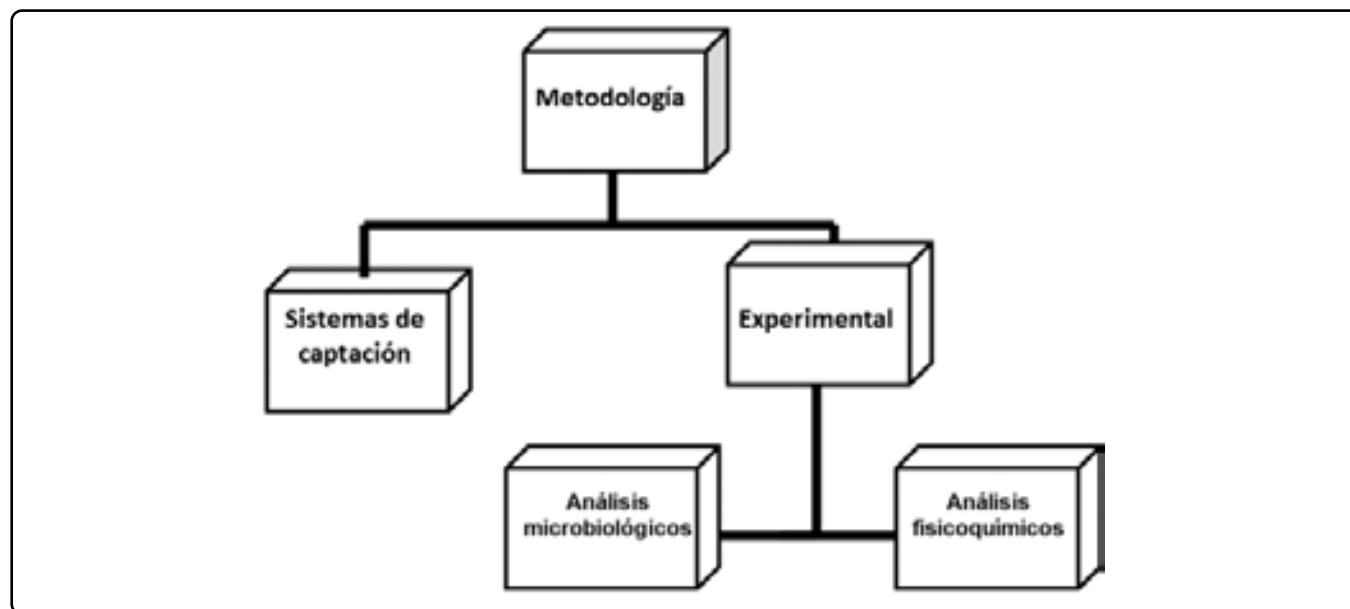 Metodología
Sistemas de
captación
Experimental
Análisis
microbiológicos
Análisis
fisicoquímicos